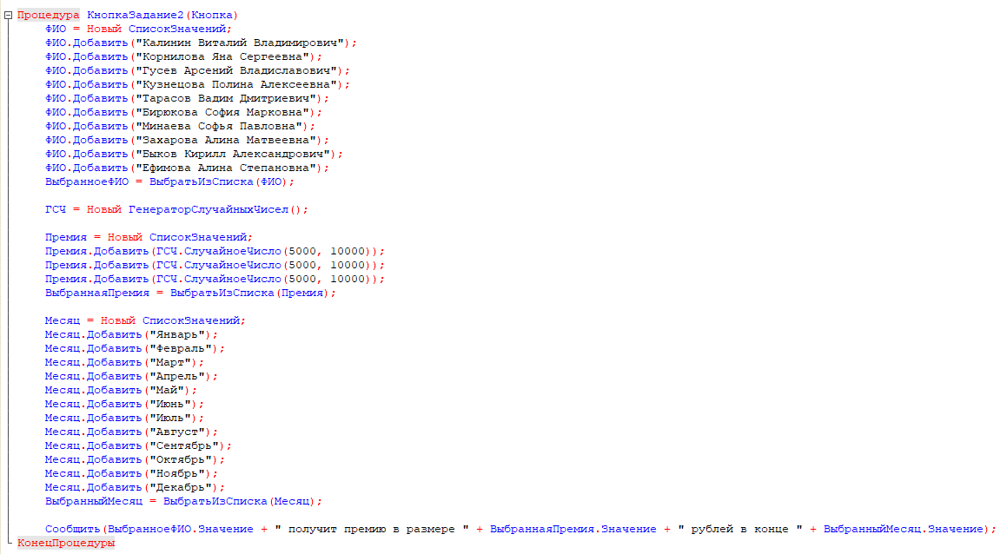 Процедура КнопкаЗадание2(Кнопка)
ФИО = Новый СписокЗначений;
ФИО.Добавить("Калинин Виталий Владимирович");
ФИО.Добавить("Корнилова Яна Сергеевна");
ФИО.Добавить("Гусев Арсений Владиславович");
ФИО.Добавить("Кузнецова Полина Алексеевна");
ФИО.Добавить("Тарасов Вадим Дмитриевич");
ФИО.Добавить("Бирюкова София Марковна");
ФИО.Добавить("Минаева Софья Павловна");
ФИО.Добавить("Захарова Алина Матвеевна");
ФИО.Добавить("Быков Кирилл Александрович");
ФИО.Добавить("Ефимова Алина Степановна");
ВыбранноеФИО = ВыбратьИзСписка(ФИО);
ГСЧ = Новый ГенераторСлучайныхЧисел();
Премия = Новый СписокЗначений;
Премия.Добавить(ГСЧ.СлучайноеЧисло(5000, 10000));
Премия.Добавить(ГСЧ.СлучайноеЧисло(5000, 10000));
Премия.Добавить(ГСЧ.СлучайноеЧисло(5000, 10000));
ВыбраннаяПремия = ВыбратьИзСписка(Премия);
Месяц = Новый СписокЗначений;
Месяц.Добавить("Январь");
Месяц.Добавить("Февраль");
Месяц.Добавить("Март");
Месяц.Добавить("Апрель");
Месяц.Добавить("Май");
Месяц.Добавить("Июнь");
Месяц.Добавить("Июль");
Месяц.Добавить("Август");
Месяц.Добавить("Сентябрь");
Месяц.Добавить("Октябрь");
Месяц.Добавить("Ноябрь");
Месяц.Добавить("Декабрь");
ВыбранныйМесяц = ВыбратьИзСписка(Месяц);
Сообщить(ВыбранноеФИО.Значение + " получит премию в размере " + ВыбраннаяПремия.Значение + " рублей в конце " + ВыбранныйМесяц.Значение);
КонецПроцедуры